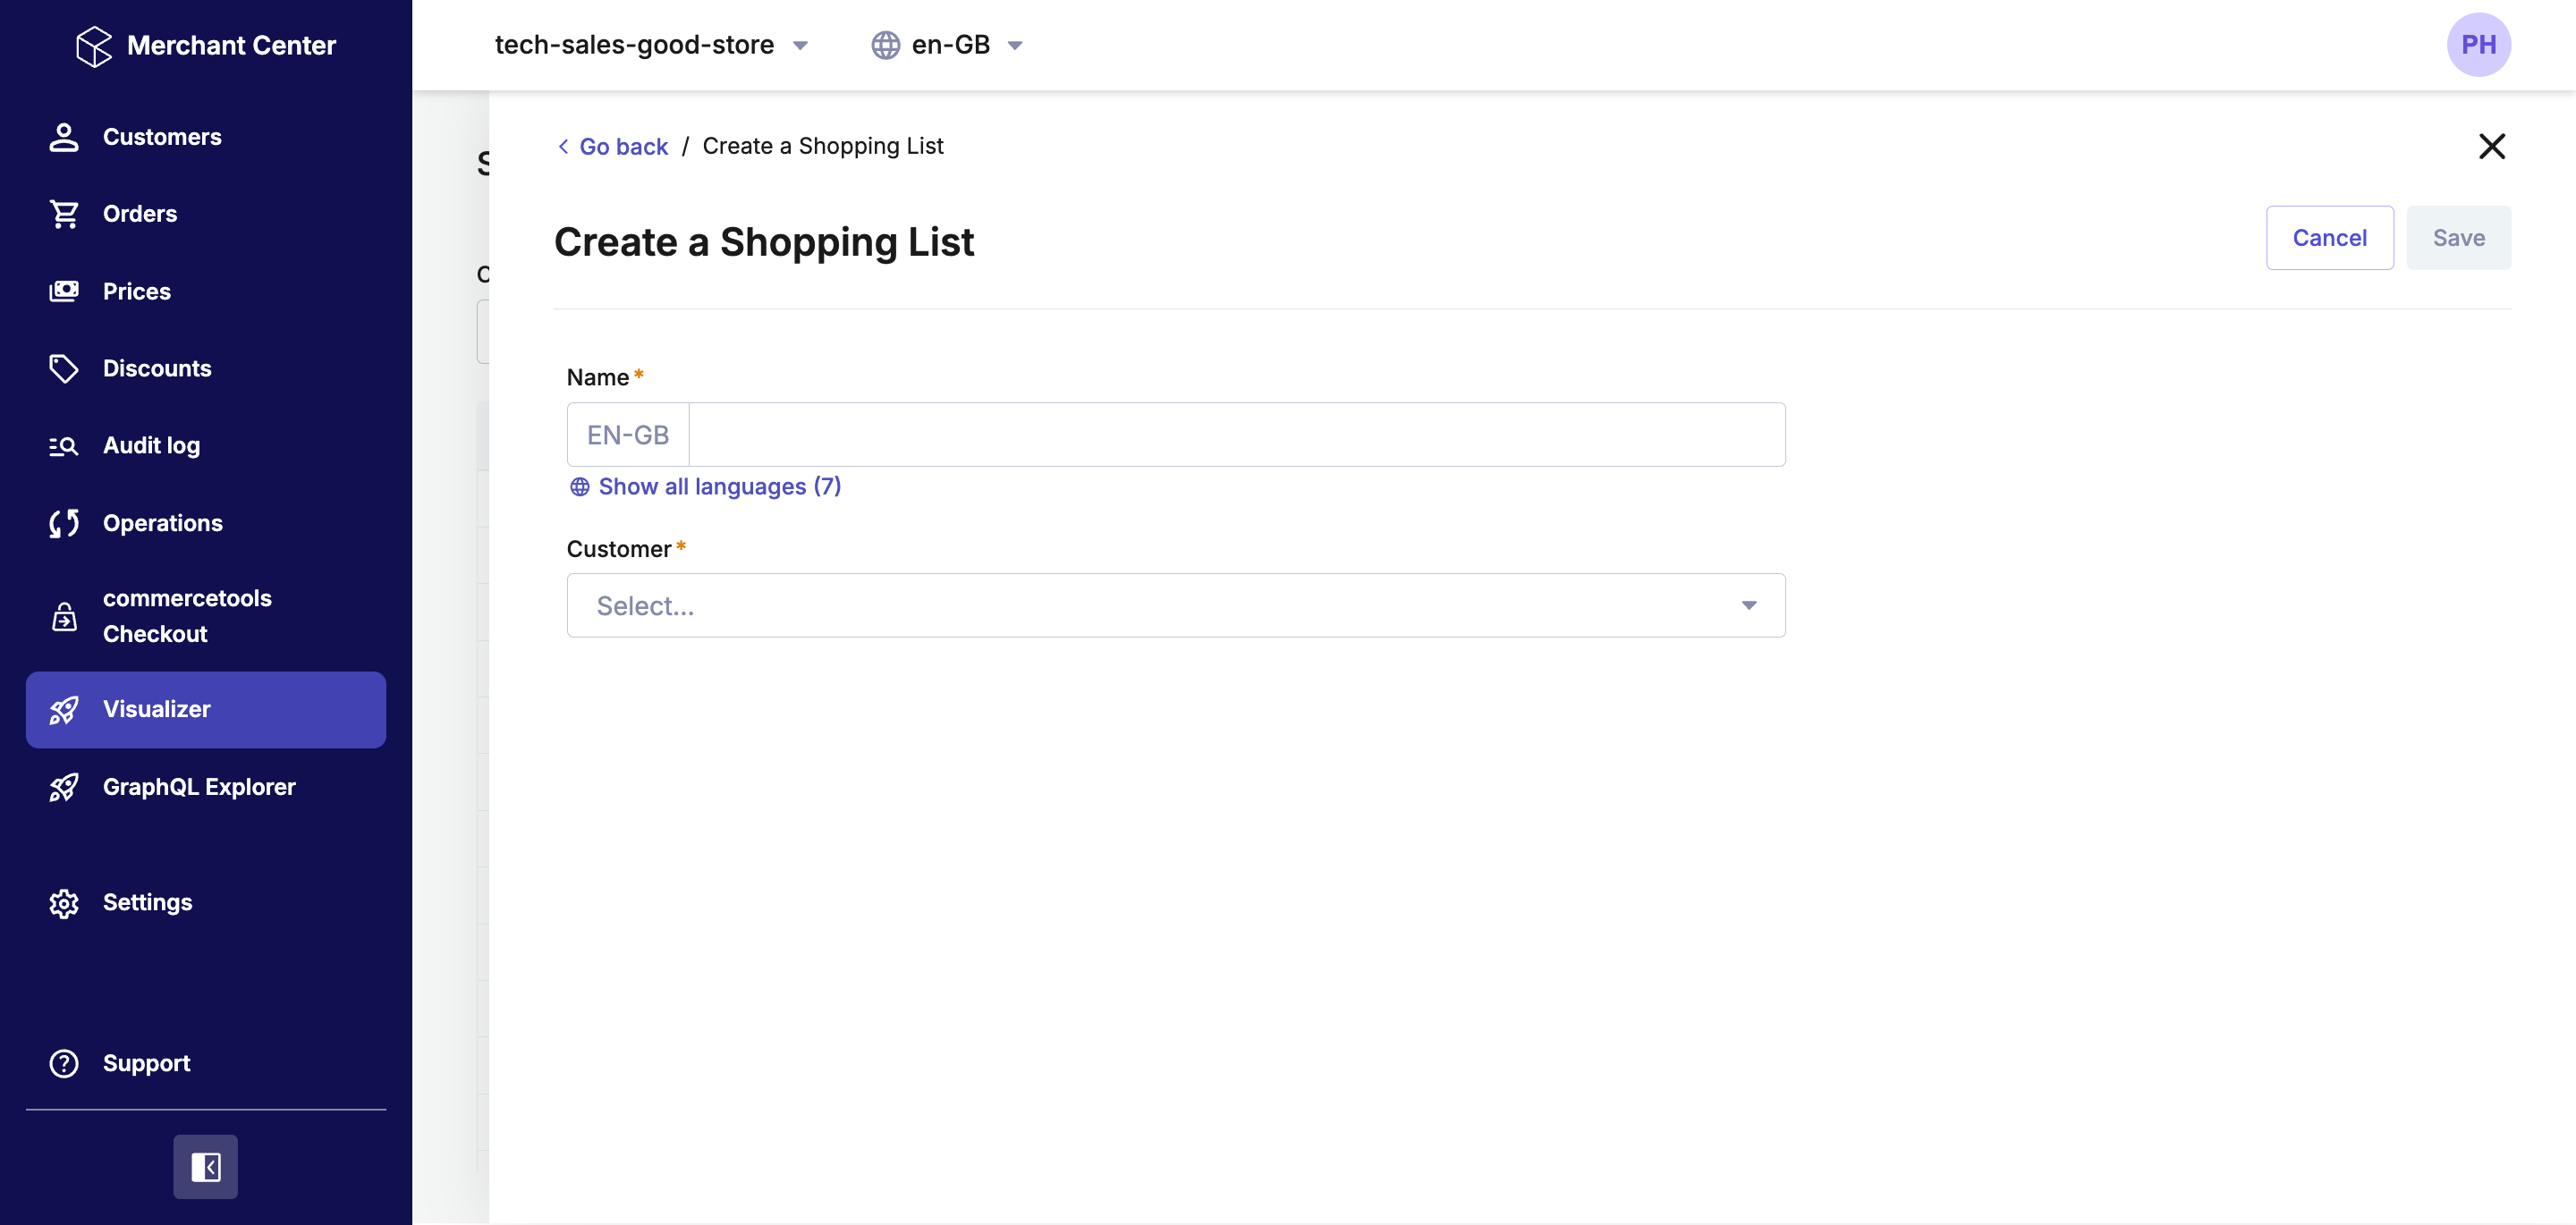 Merchant Center
tech-sales-good-store
en-GB
PH
Customers
Orders
Prices
Discounts
Audit log
Operations
commercetools
Checkout
Visualizer
GraphQL Explorer
Settings
Support
Go back / Create a Shopping List
Create a Shopping List
Cancel
Save
Name*
EN-GB
Show all languages (7)
Customer*
Select...